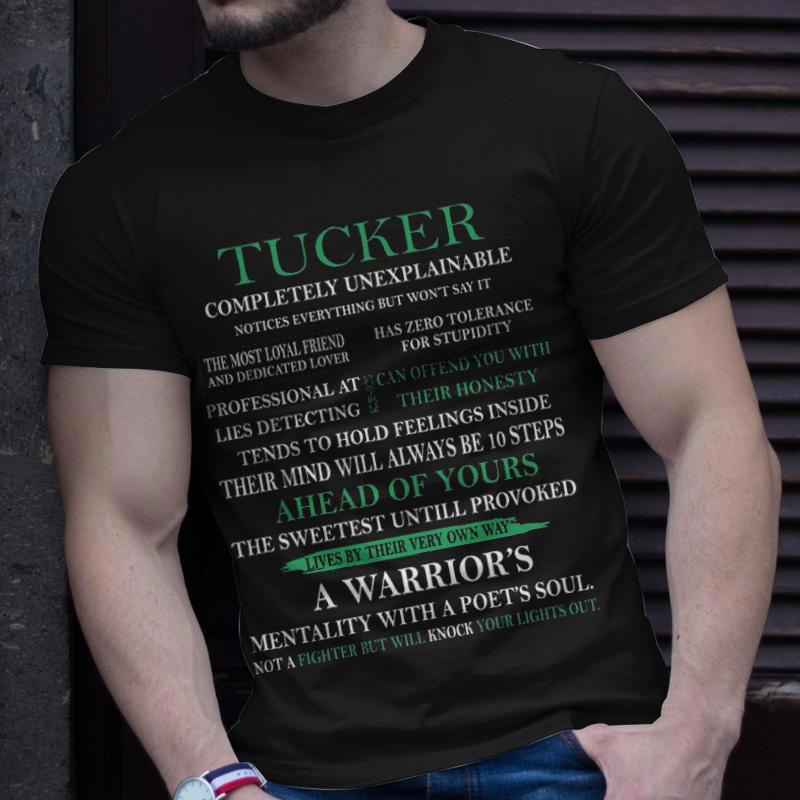 TUCKER
COMPLETELY UNEXPLAINABLE
NOTICES EVERYTHING BUT WON'T SAY IT
THE MOST LOYAL FRIEND
AND DEDICATED LOVER
HAS ZERO TOLERANCE
FOR STUPIDITY
PROFESSIONAL AT
LIES DETECTING
CAN OFFEND YOU WITH
THEIR HONESTY
TENDS TO HOLD FEELINGS INSIDE
THEIR MIND WILL ALWAYS BE 10 STEPS
AHEAD OF YOURS
THE SWEETEST UNTILL PROVOKED
LIVES BY THEIR VERY OWN WAY
A WARRIOR'S
MENTALITY WITH A POET'S SOUL.
NOT A FIGHTER BUT WILL KNOCK YOUR LIGHTS OUT.